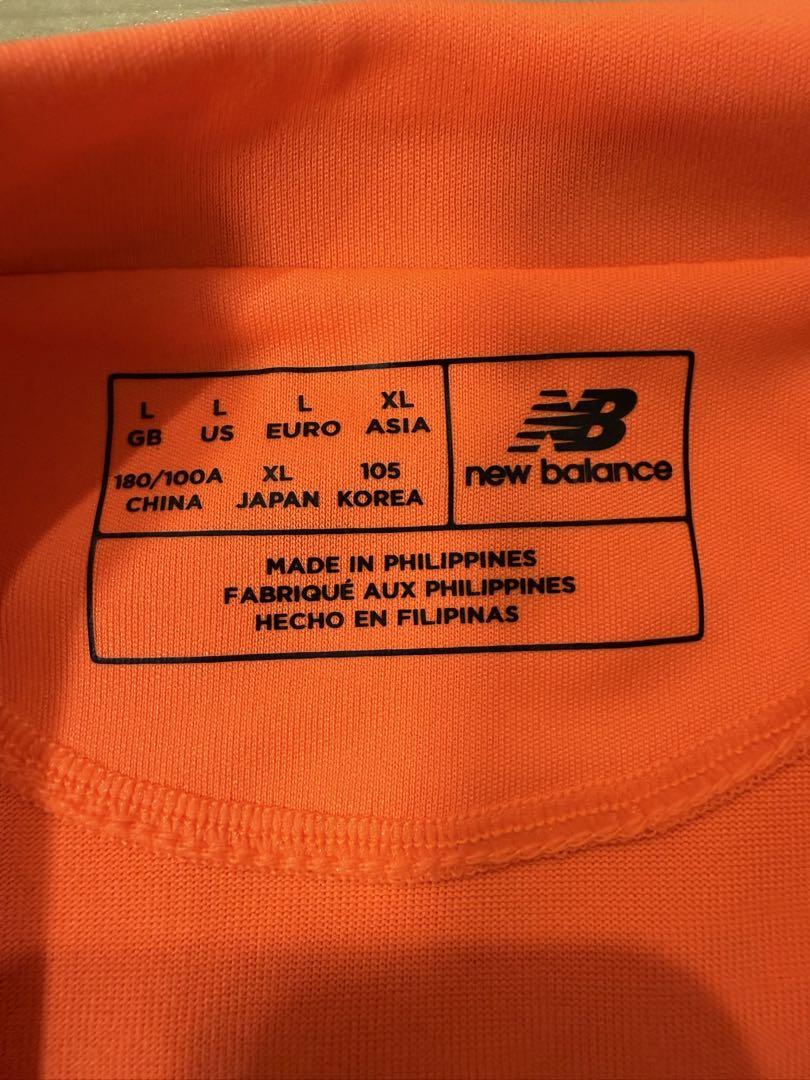 L L L XL
GB US EURO ASIA
180/100A XL 105
CHINA JAPAN KOREA
NB
new balance
MADE IN PHILIPPINES
FABRIQUÉ AUX PHILIPPINES
HECHO EN FILIPINAS